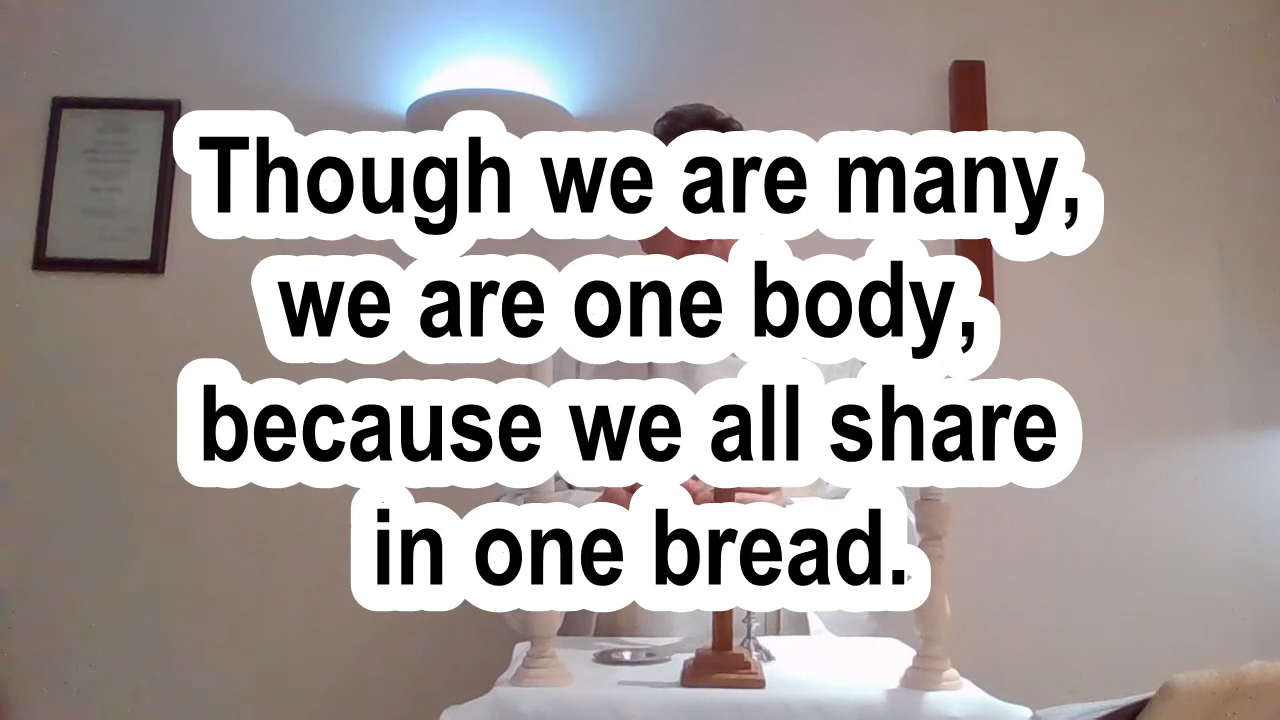 Though we are many,
we are one body,
because we all share
in one bread.